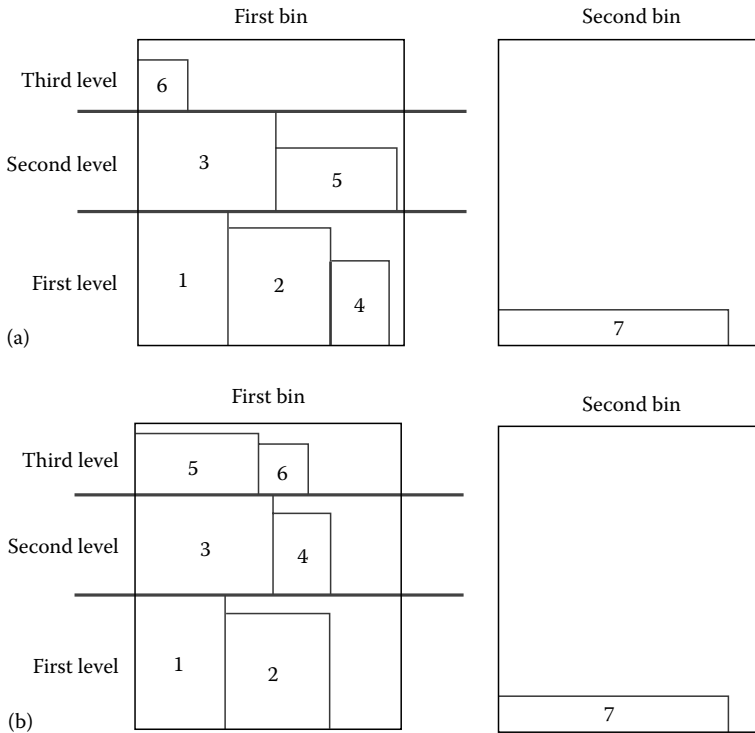 First bin
Second bin
Third level
6
Second level
3
5
First level
1
2
4
7
(a)
First bin
Second bin
Third level
5
6
Second level
3
4
First level
1
2
7
(b)